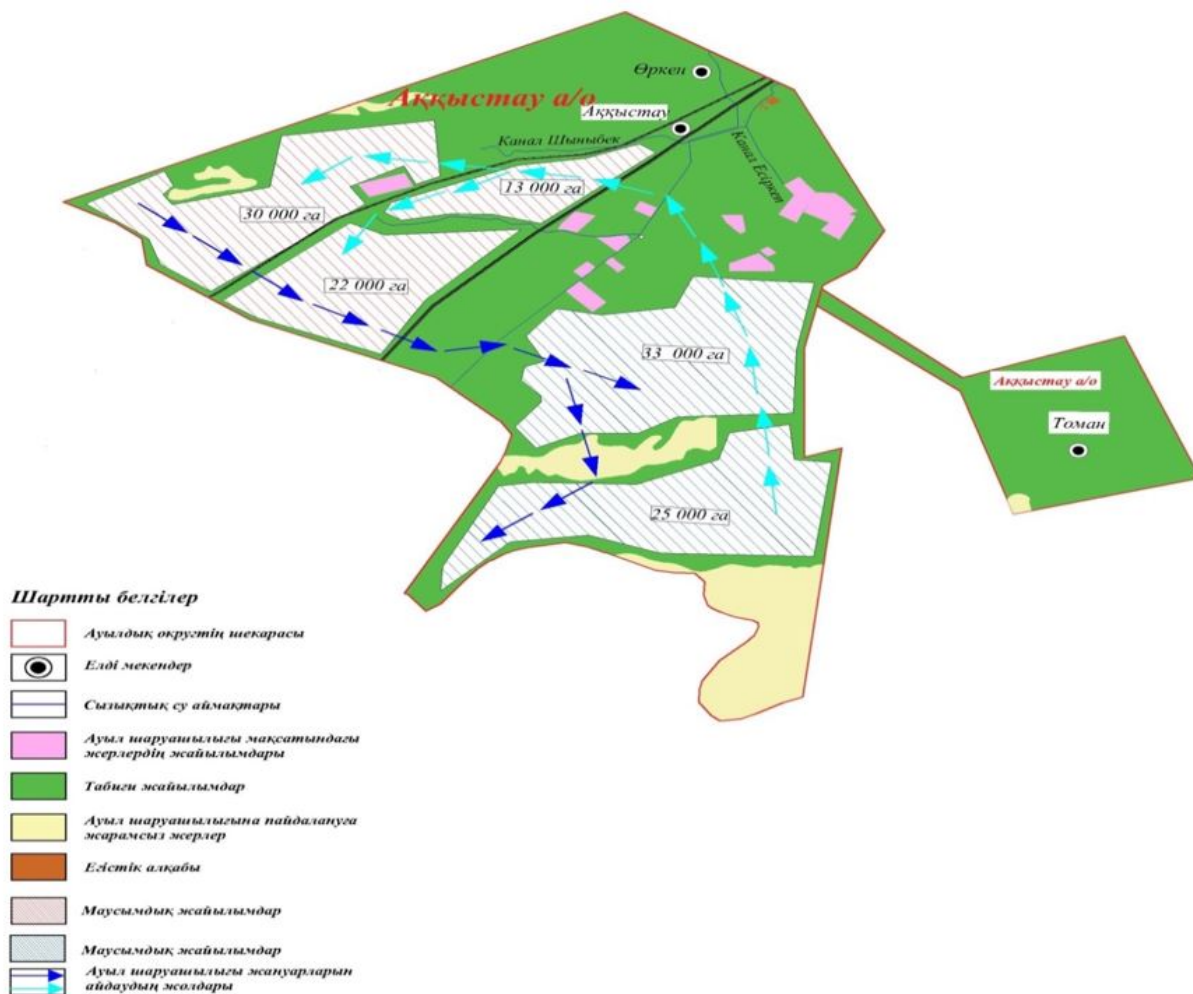 Өркен
Аққыстау а/о
Аққыстау
Канал Шыныбек
Канал Есіркеп
13 000 га
30 000 га
22 000 га
33 000 га
Аққыстау а/о
Томан
25 000 га
Шартты белгілер
Ауылдық округтің шекарасы
Елді мекендер
Сызықтық су аймақтары
Ауыл шаруашылығы мақсатындағы
жерлердің жайылымдары
Табиғи жайылымдар
Ауыл шаруашылығына пайдалануға
жарамсыз жерлер
Егістік алқабы
Маусымдық жайылымдар
Маусымдық жайылымдар
Ауыл шаруашылығы жануарларын
айдаудың жолдары